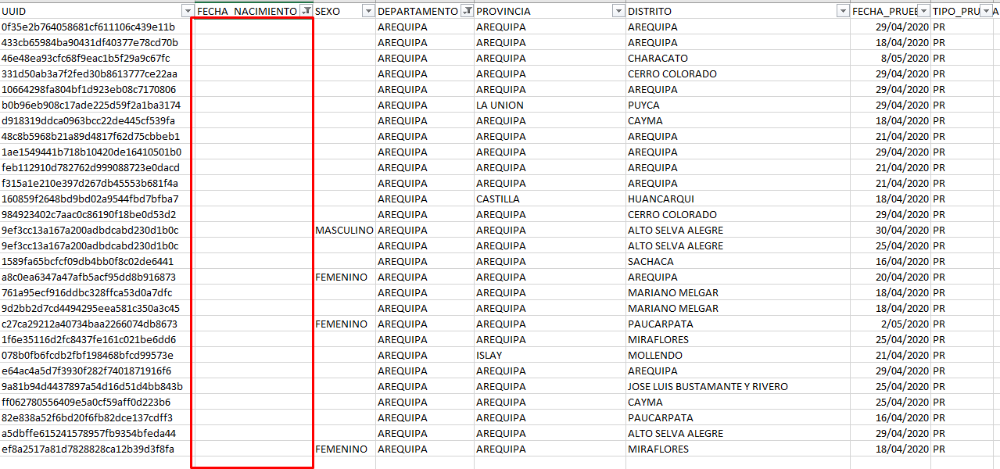 UUID FECHA_NACIMIENTO SEXO DEPARTAMENTO PROVINCIA DISTRITO FECHA_PRUEE TIPO_PRU A
0f35e2b764058681cf611106c439e11b AREQUIPA AREQUIPA AREQUIPA 29/04/2020 PR
433cb65984ba90431df40377e78cd70b AREQUIPA AREQUIPA AREQUIPA 18/04/2020 PR
46e48ea93cfc68f9eac1b5f29a9c67fc AREQUIPA AREQUIPA CHARACATO 8/05/2020 PR
331d50ab3a7f2fed30b8613777ce22aa AREQUIPA AREQUIPA CERRO COLORADO 29/04/2020 PR
10664298fa804bf1d923eb08c7170806 AREQUIPA AREQUIPA AREQUIPA 29/04/2020 PR
b0b96eb908c17ade225d59f2a1ba3174 AREQUIPA LA UNION PUYCA 29/04/2020 PR
d918319ddca0963bcc22de445cf539fa AREQUIPA AREQUIPA CAYMA 18/04/2020 PR
48c8b5968b21a89d4817f62d75cbbeb1 AREQUIPA AREQUIPA AREQUIPA 21/04/2020 PR
1ae1549441b718b10420de16410501b0 AREQUIPA AREQUIPA AREQUIPA 29/04/2020 PR
feb112910d782762d999088723e0dacd AREQUIPA AREQUIPA AREQUIPA 21/04/2020 PR
f315a1e210e397d267db45553b681f4a AREQUIPA AREQUIPA AREQUIPA 21/04/2020 PR
160859f2648bd9bd02a9544fbd7bfba7 AREQUIPA CASTILLA HUANCARQUI 18/04/2020 PR
984923402c7aac0c86190f18be0d53d2 AREQUIPA AREQUIPA CERRO COLORADO 29/04/2020 PR
9ef3cc13a167a200adbdcabd230d1b0c MASCULINO AREQUIPA AREQUIPA ALTO SELVA ALEGRE 30/04/2020 PR
9ef3cc13a167a200adbdcabd230d1b0c AREQUIPA AREQUIPA ALTO SELVA ALEGRE 25/04/2020 PR
1589fa65bcfcf09db4bb0f8c02de6441 AREQUIPA AREQUIPA SACHACA 16/04/2020 PR
a8c0ea6347a47afb5acf95dd8b916873 FEMENINO AREQUIPA AREQUIPA AREQUIPA 20/04/2020 PR
761a95ecf916ddbc328ffca53d0a7dfc AREQUIPA AREQUIPA MARIANO MELGAR 18/04/2020 PR
9d2bb2d7cd4494295eea581c350a3c45 AREQUIPA AREQUIPA MARIANO MELGAR 18/04/2020 PR
c27ca29212a40734baa2266074db8673 FEMENINO AREQUIPA AREQUIPA PAUCARPATA 2/05/2020 PR
1f6e35116d2fc8437fe161c021be6dd6 AREQUIPA AREQUIPA MIRAFLORES 25/04/2020 PR
078b0fb6fcdb2fbf198468bfcd99573e AREQUIPA ISLAY MOLLENDO 21/04/2020 PR
e64ac4a5d7f3930f282f7401871916f6 AREQUIPA AREQUIPA AREQUIPA 29/04/2020 PR
9a81b94d4437897a54d16d51d4bb843b AREQUIPA AREQUIPA JOSE LUIS BUSTAMANTE Y RIVERO 25/04/2020 PR
ff062780556409e5a0cf59aff0d223b6 AREQUIPA AREQUIPA CAYMA 25/04/2020 PR
82e838a52f6bd20f6fb82dce137cdff3 AREQUIPA AREQUIPA PAUCARPATA 16/04/2020 PR
a5dbffe615241578957fb9354bfeda44 AREQUIPA AREQUIPA ALTO SELVA ALEGRE 29/04/2020 PR
ef8a2517a81d7828828ca12b39d3f8fa FEMENINO AREQUIPA AREQUIPA MIRAFLORES 18/04/2020 PR